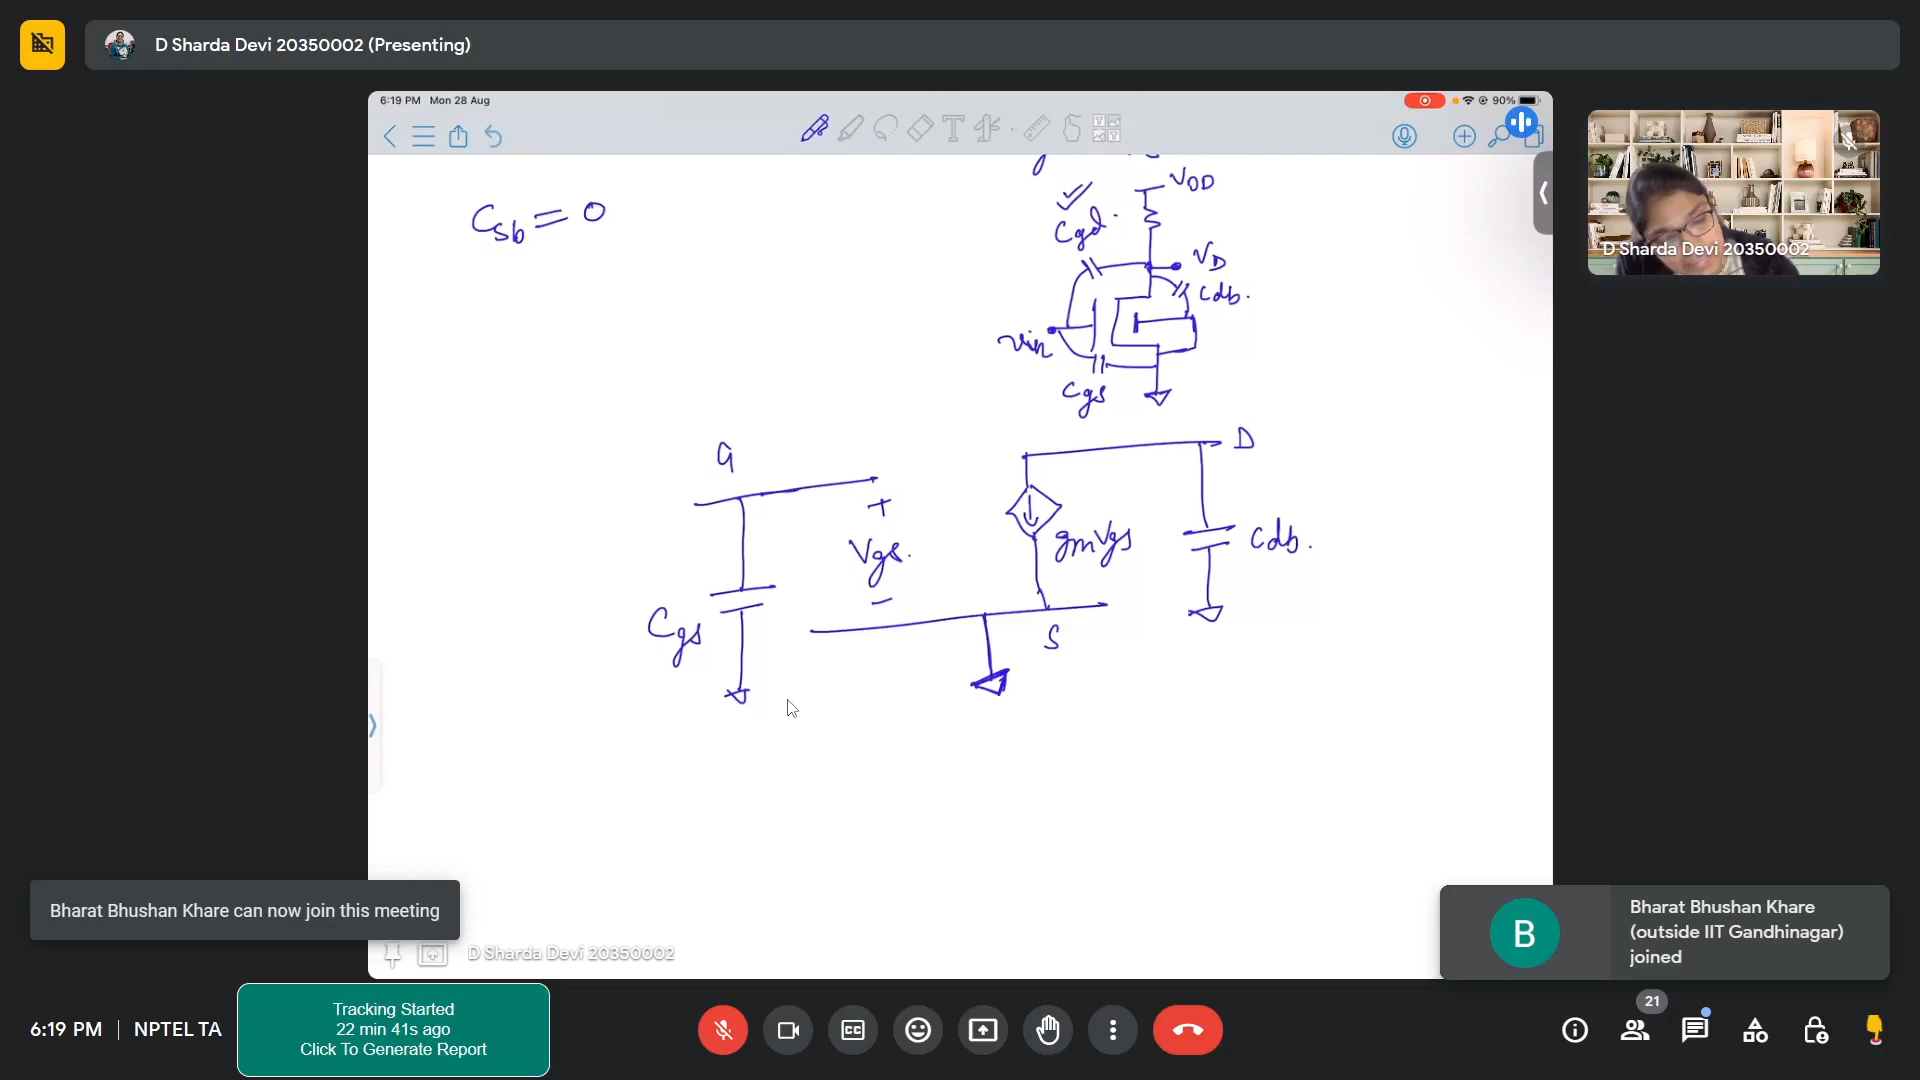 D Sharda Devi 20350002 (Presenting)
6:19 PM Mon 28 Aug
90%
Csb = 0
VDD
Cgd.
VD
Cdb.
Vin
Cgs
G
D
+
Vgs.
-
gmVgs
Cdb.
Cgs
S
D Sharda Devi 20350002
Bharat Bhushan Khare can now join this meeting
D Sharda Devi 20350002
B
Bharat Bhushan Khare
(outside IIT Gandhinagar)
joined
6:19 PM | NPTEL TA
Tracking Started
22 min 41s ago
Click To Generate Report
CC
21